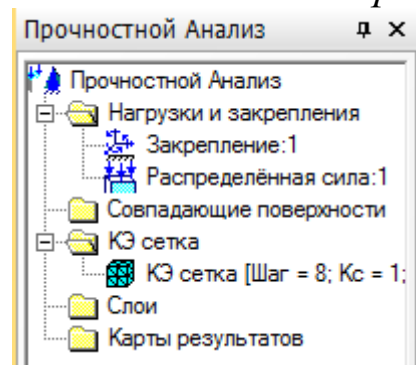 Прочностной Анализ
Прочностной Анализ
Нагрузки и закрепления
Закрепление:1
Распределённая сила:1
Совпадающие поверхности
КЭ сетка
КЭ сетка [Шаг = 8; Кс = 1;
Слои
Карты результатов